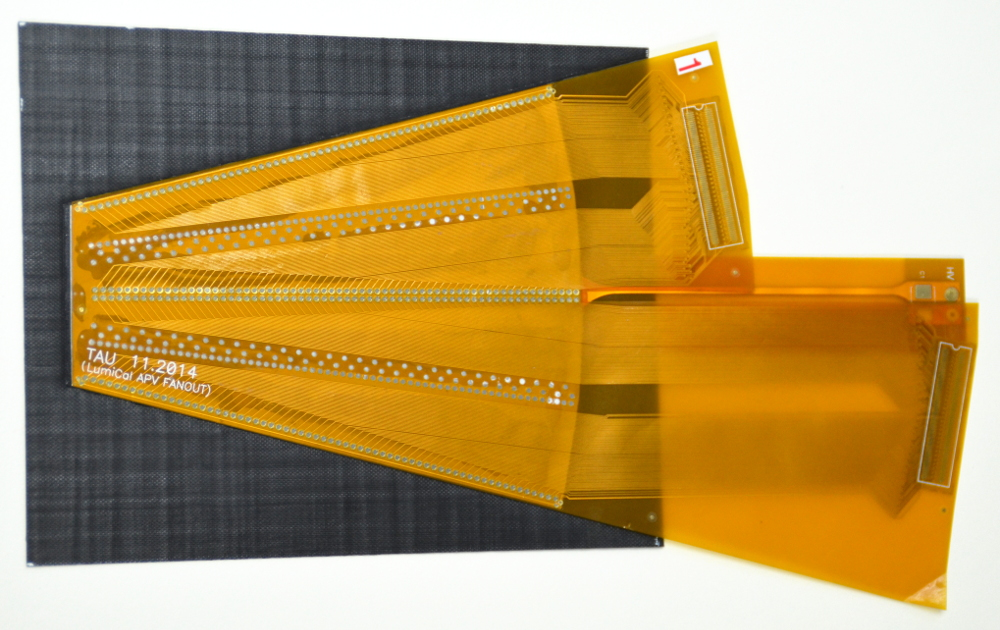 1
HV
TAU 11.2014
(LumiCal APV FANOUT)